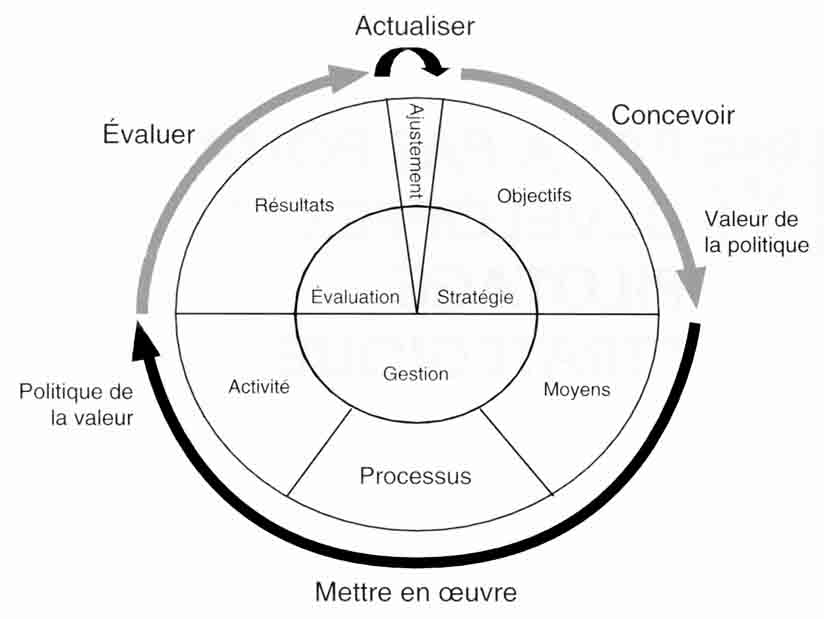 Actualiser
Concevoir
Évaluer
Ajustement
Résultats
Objectifs
Valeur de
la politique
Évaluation
Stratégie
Gestion
Activité
Moyens
Politique de
la valeur
Processus
Mettre en œuvre